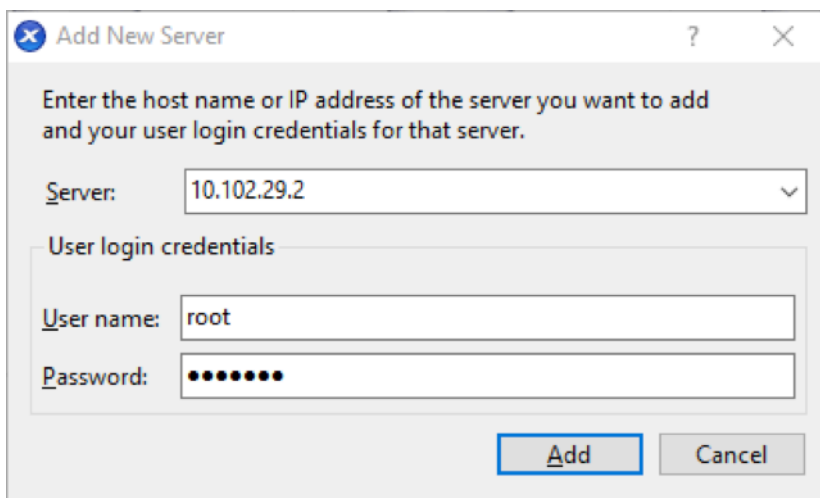 Add New Server
Enter the host name or IP address of the server you want to add
and your user login credentials for that server.
Server: 10.102.29.2
User login credentials
User name: root
Password: •••••••
Add Cancel